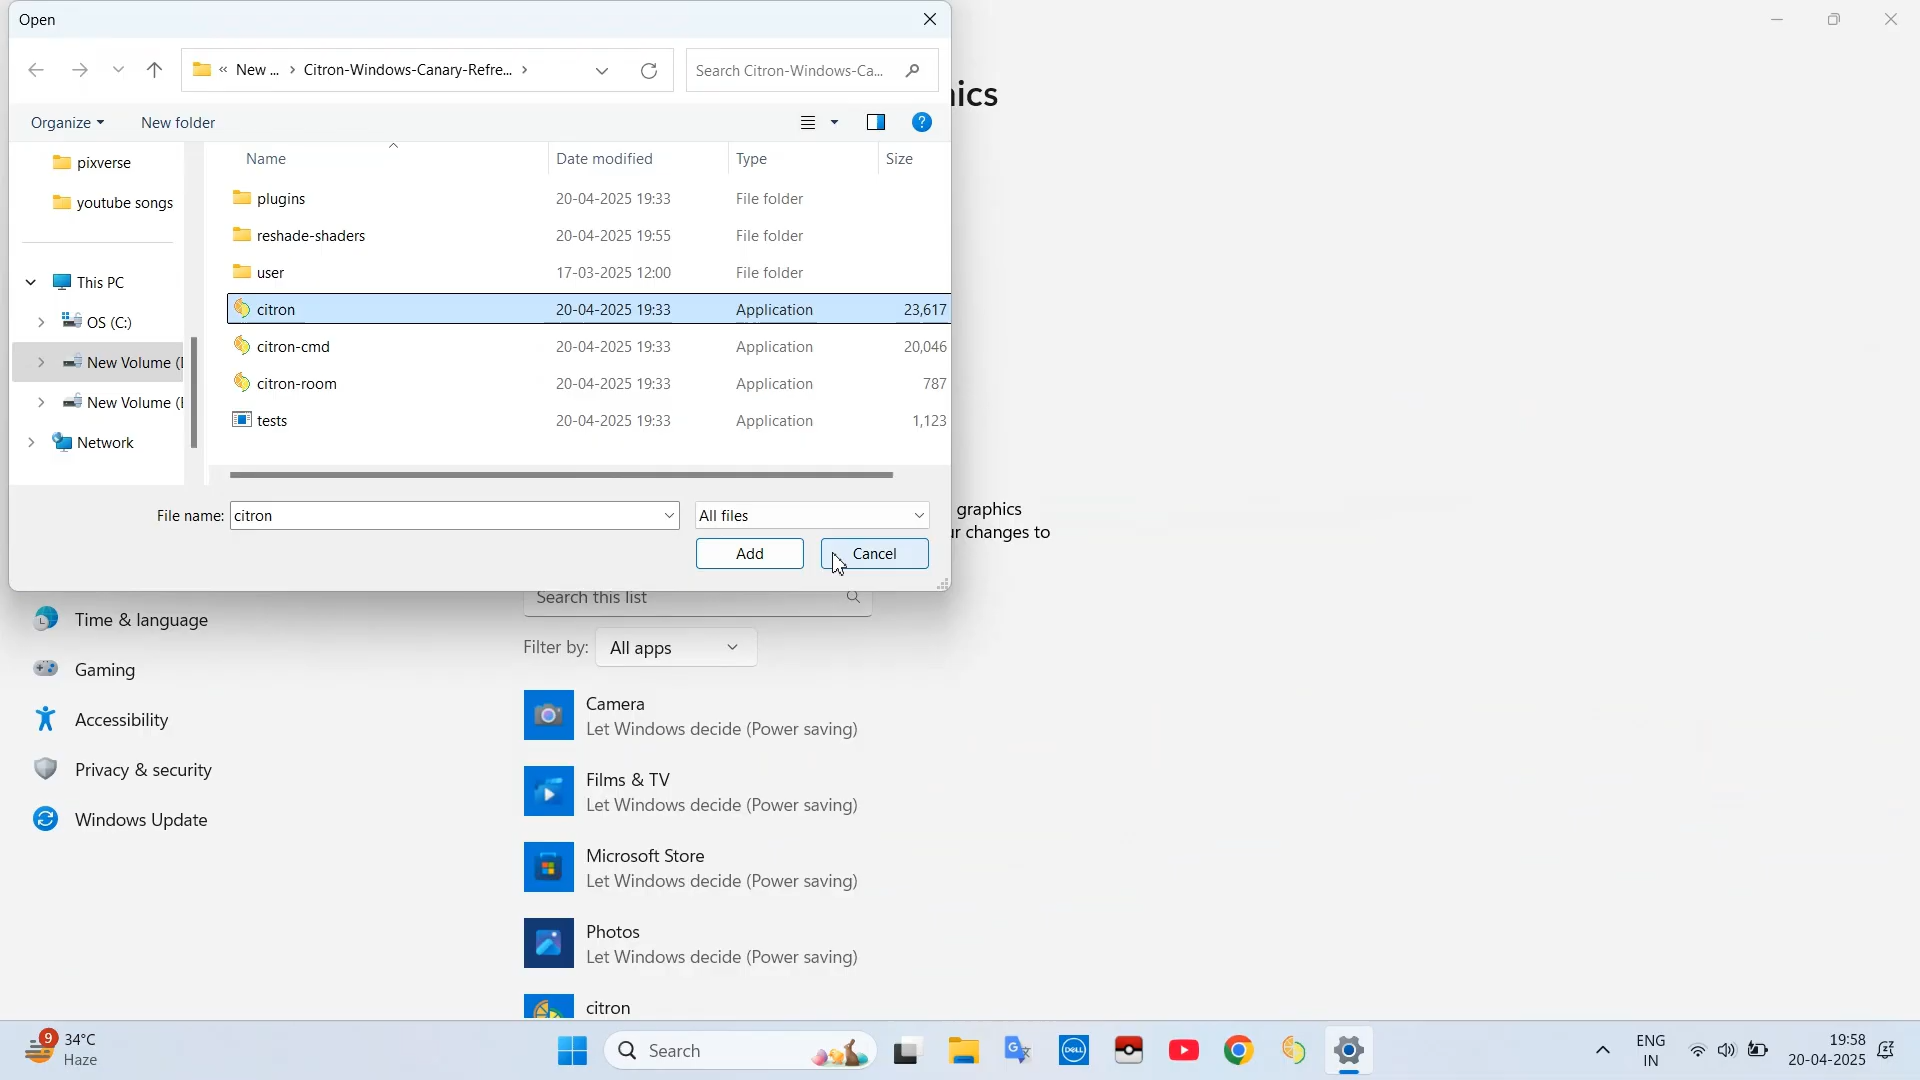 Open
« New ... > Citron-Windows-Canary-Refre... >
Search Citron-Windows-Ca...
Organize
New folder
pixverse
youtube songs
This PC
OS (C:)
New Volume (
New Volume (
Network
Name Date modified Type Size
plugins 20-04-2025 19:33 File folder
reshade-shaders 20-04-2025 19:55 File folder
user 17-03-2025 12:00 File folder
citron 20-04-2025 19:33 Application 23,617
citron-cmd 20-04-2025 19:33 Application 20,046
citron-room 20-04-2025 19:33 Application 787
tests 20-04-2025 19:33 Application 1,123
File name: citron
All files
Add
Cancel
ics
graphics
ur changes to
Time & language
Gaming
Accessibility
Privacy & security
Windows Update
Search this list
Filter by: All apps
Camera
Let Windows decide (Power saving)
Films & TV
Let Windows decide (Power saving)
Microsoft Store
Let Windows decide (Power saving)
Photos
Let Windows decide (Power saving)
citron
9
34°C
Haze
Search
DELL
ENG
IN
19:58
20-04-2025